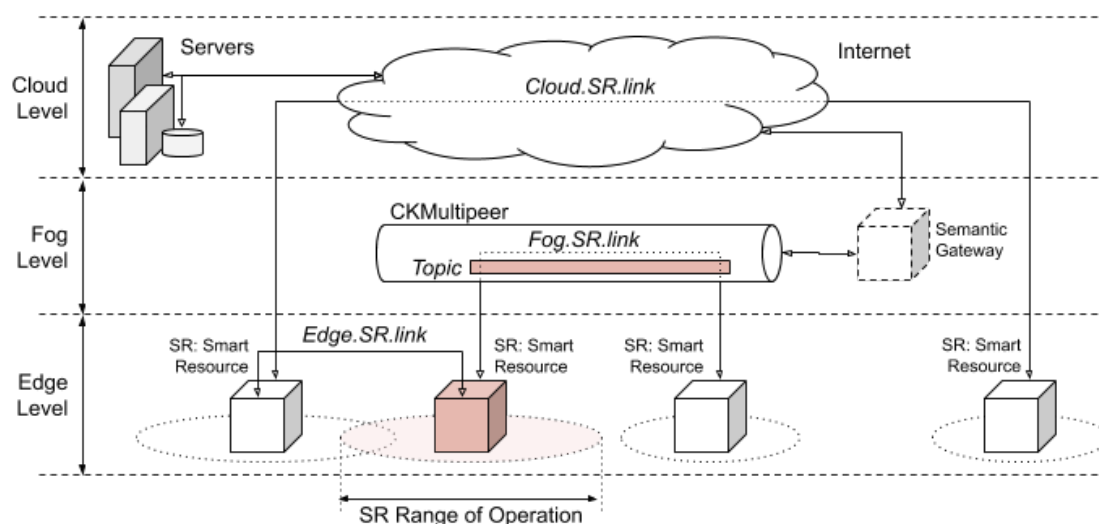 Servers
Internet
Cloud
Level
Cloud.SR.link
CKMultipeer
Fog
Level
Fog.SR.link
Topic
Semantic
Gateway
Edge
Level
SR: Smart
Resource
Edge.SR.link
SR: Smart
Resource
SR: Smart
Resource
SR: Smart
Resource
SR Range of Operation